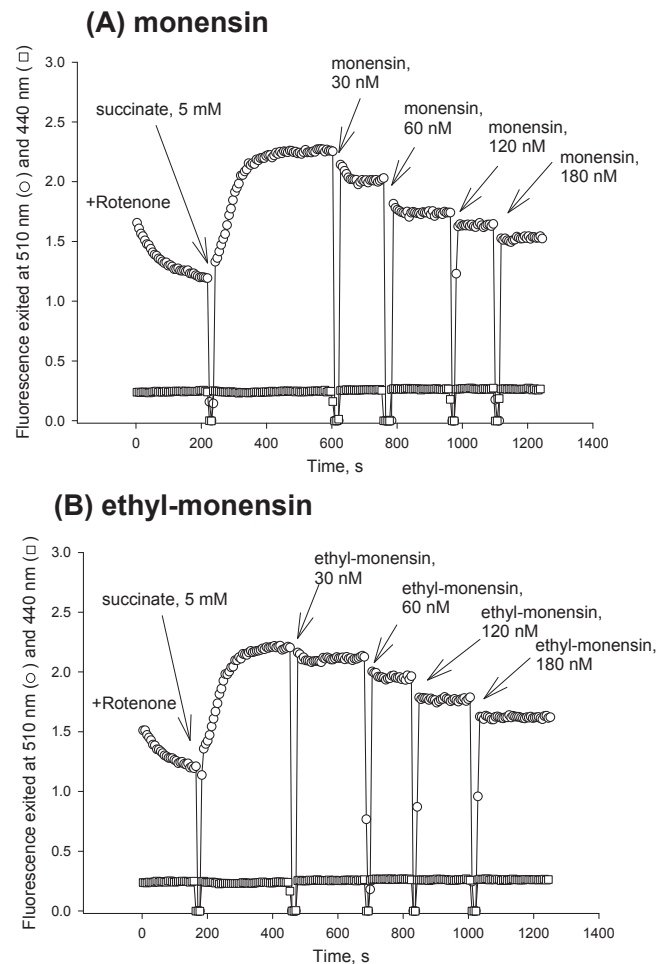 (A) monensin
Fluorescence exited at 510 nm (○) and 440 nm (□)
3.0
2.5
2.0
1.5
1.0
0.5
0.0
+Rotenone
succinate, 5 mM
monensin,
30 nM
monensin,
60 nM
monensin,
120 nM
monensin,
180 nM
0 200 400 600 800 1000 1200 1400
Time, s
(B) ethyl-monensin
Fluorescence exited at 510 nm (○) and 440 nm (□)
3.0
2.5
2.0
1.5
1.0
0.5
0.0
+Rotenone
succinate, 5 mM
ethyl-monensin,
30 nM
ethyl-monensin,
60 nM
ethyl-monensin,
120 nM
ethyl-monensin,
180 nM
0 200 400 600 800 1000 1200 1400
Time, s